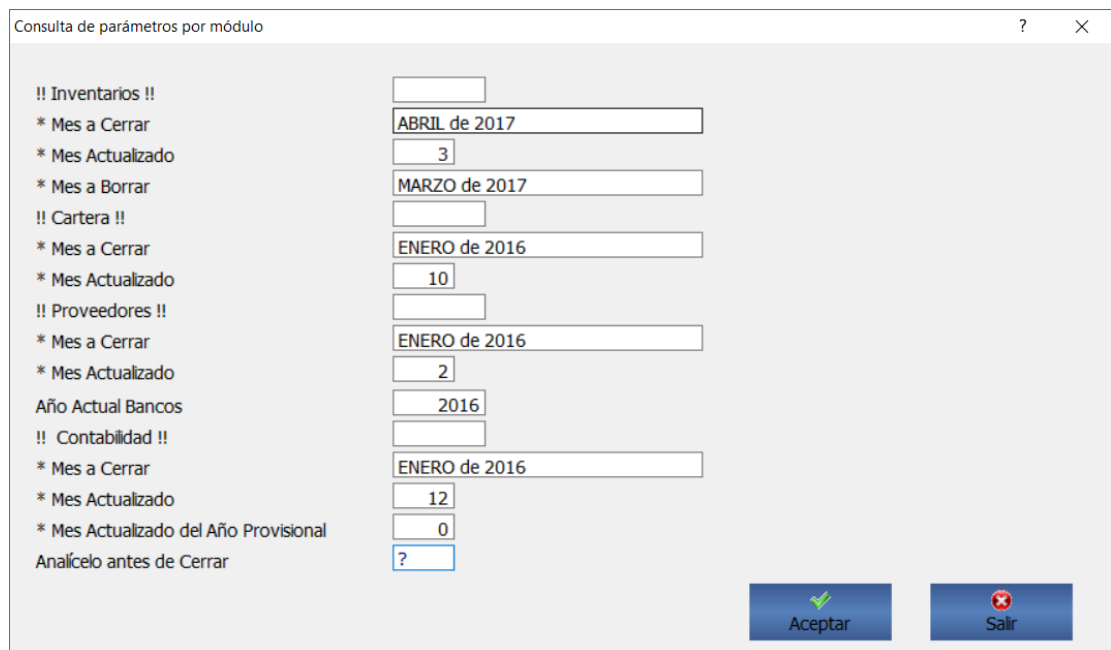 Consulta de parámetros por módulo ? ×
!! Inventarios !!
* Mes a Cerrar ABRIL de 2017
* Mes Actualizado 3
* Mes a Borrar MARZO de 2017
!! Cartera !!
* Mes a Cerrar ENERO de 2016
* Mes Actualizado 10
!! Proveedores !!
* Mes a Cerrar ENERO de 2016
* Mes Actualizado 2
Año Actual Bancos 2016
!! Contabilidad !!
* Mes a Cerrar ENERO de 2016
* Mes Actualizado 12
* Mes Actualizado del Año Provisional 0
Analícelo antes de Cerrar ?
Aceptar Salir